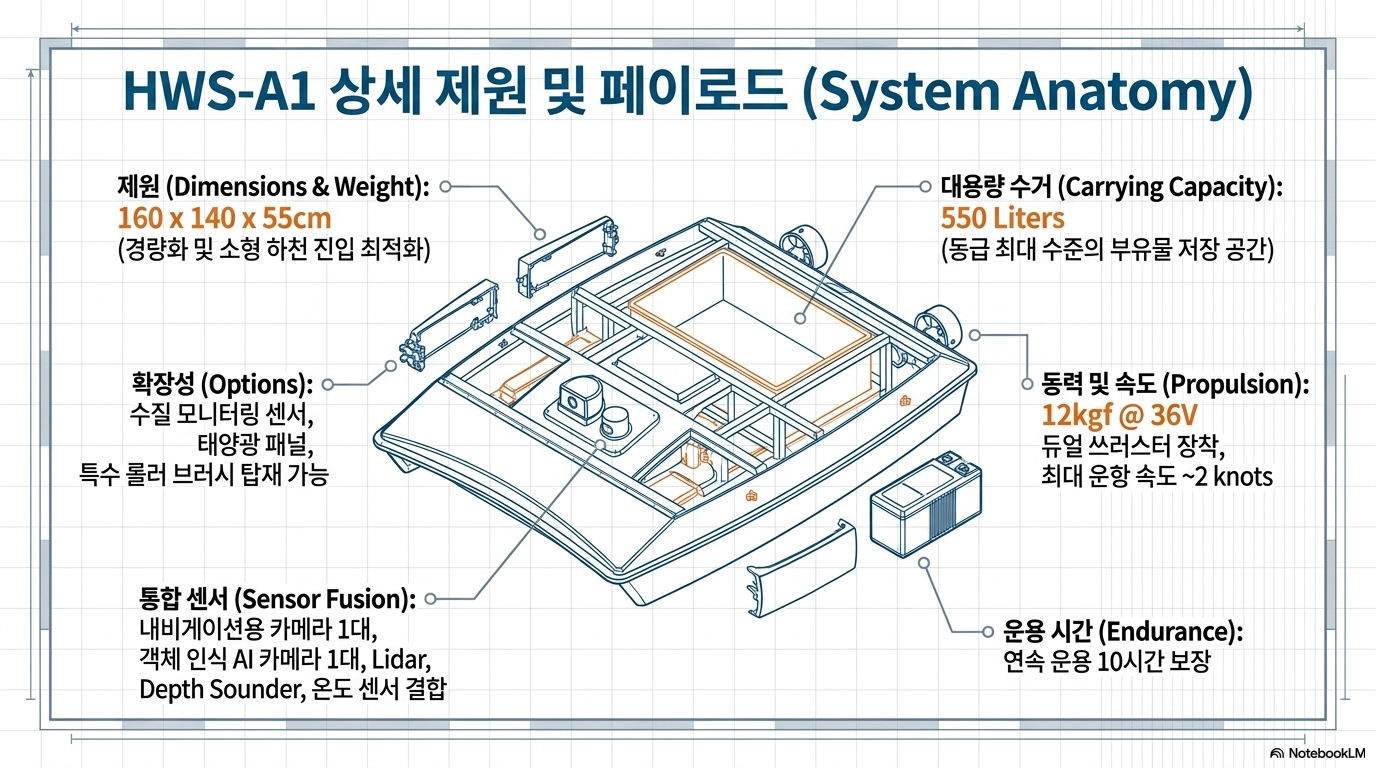 HWS-A1 상세 제원 및 페이로드 (System Anatomy)
제원 (Dimensions & Weight):
160 x 140 x 55cm
(경량화 및 소형 하천 진입 최적화)
대용량 수거 (Carrying Capacity):
550 Liters
(동급 최대 수준의 부유물 저장 공간)
확장성 (Options):
수질 모니터링 센서,
태양광 패널,
특수 롤러 브러시 탑재 가능
동력 및 속도 (Propulsion):
12kgf @ 36V
듀얼 쓰러스터 장착,
최대 운항 속도 ~2 knots
통합 센서 (Sensor Fusion):
내비게이션용 카메라 1대,
객체 인식 AI 카메라 1대, Lidar,
Depth Sounder, 온도 센서 결합
운용 시간 (Endurance):
연속 운용 10시간 보장
NotebookLM